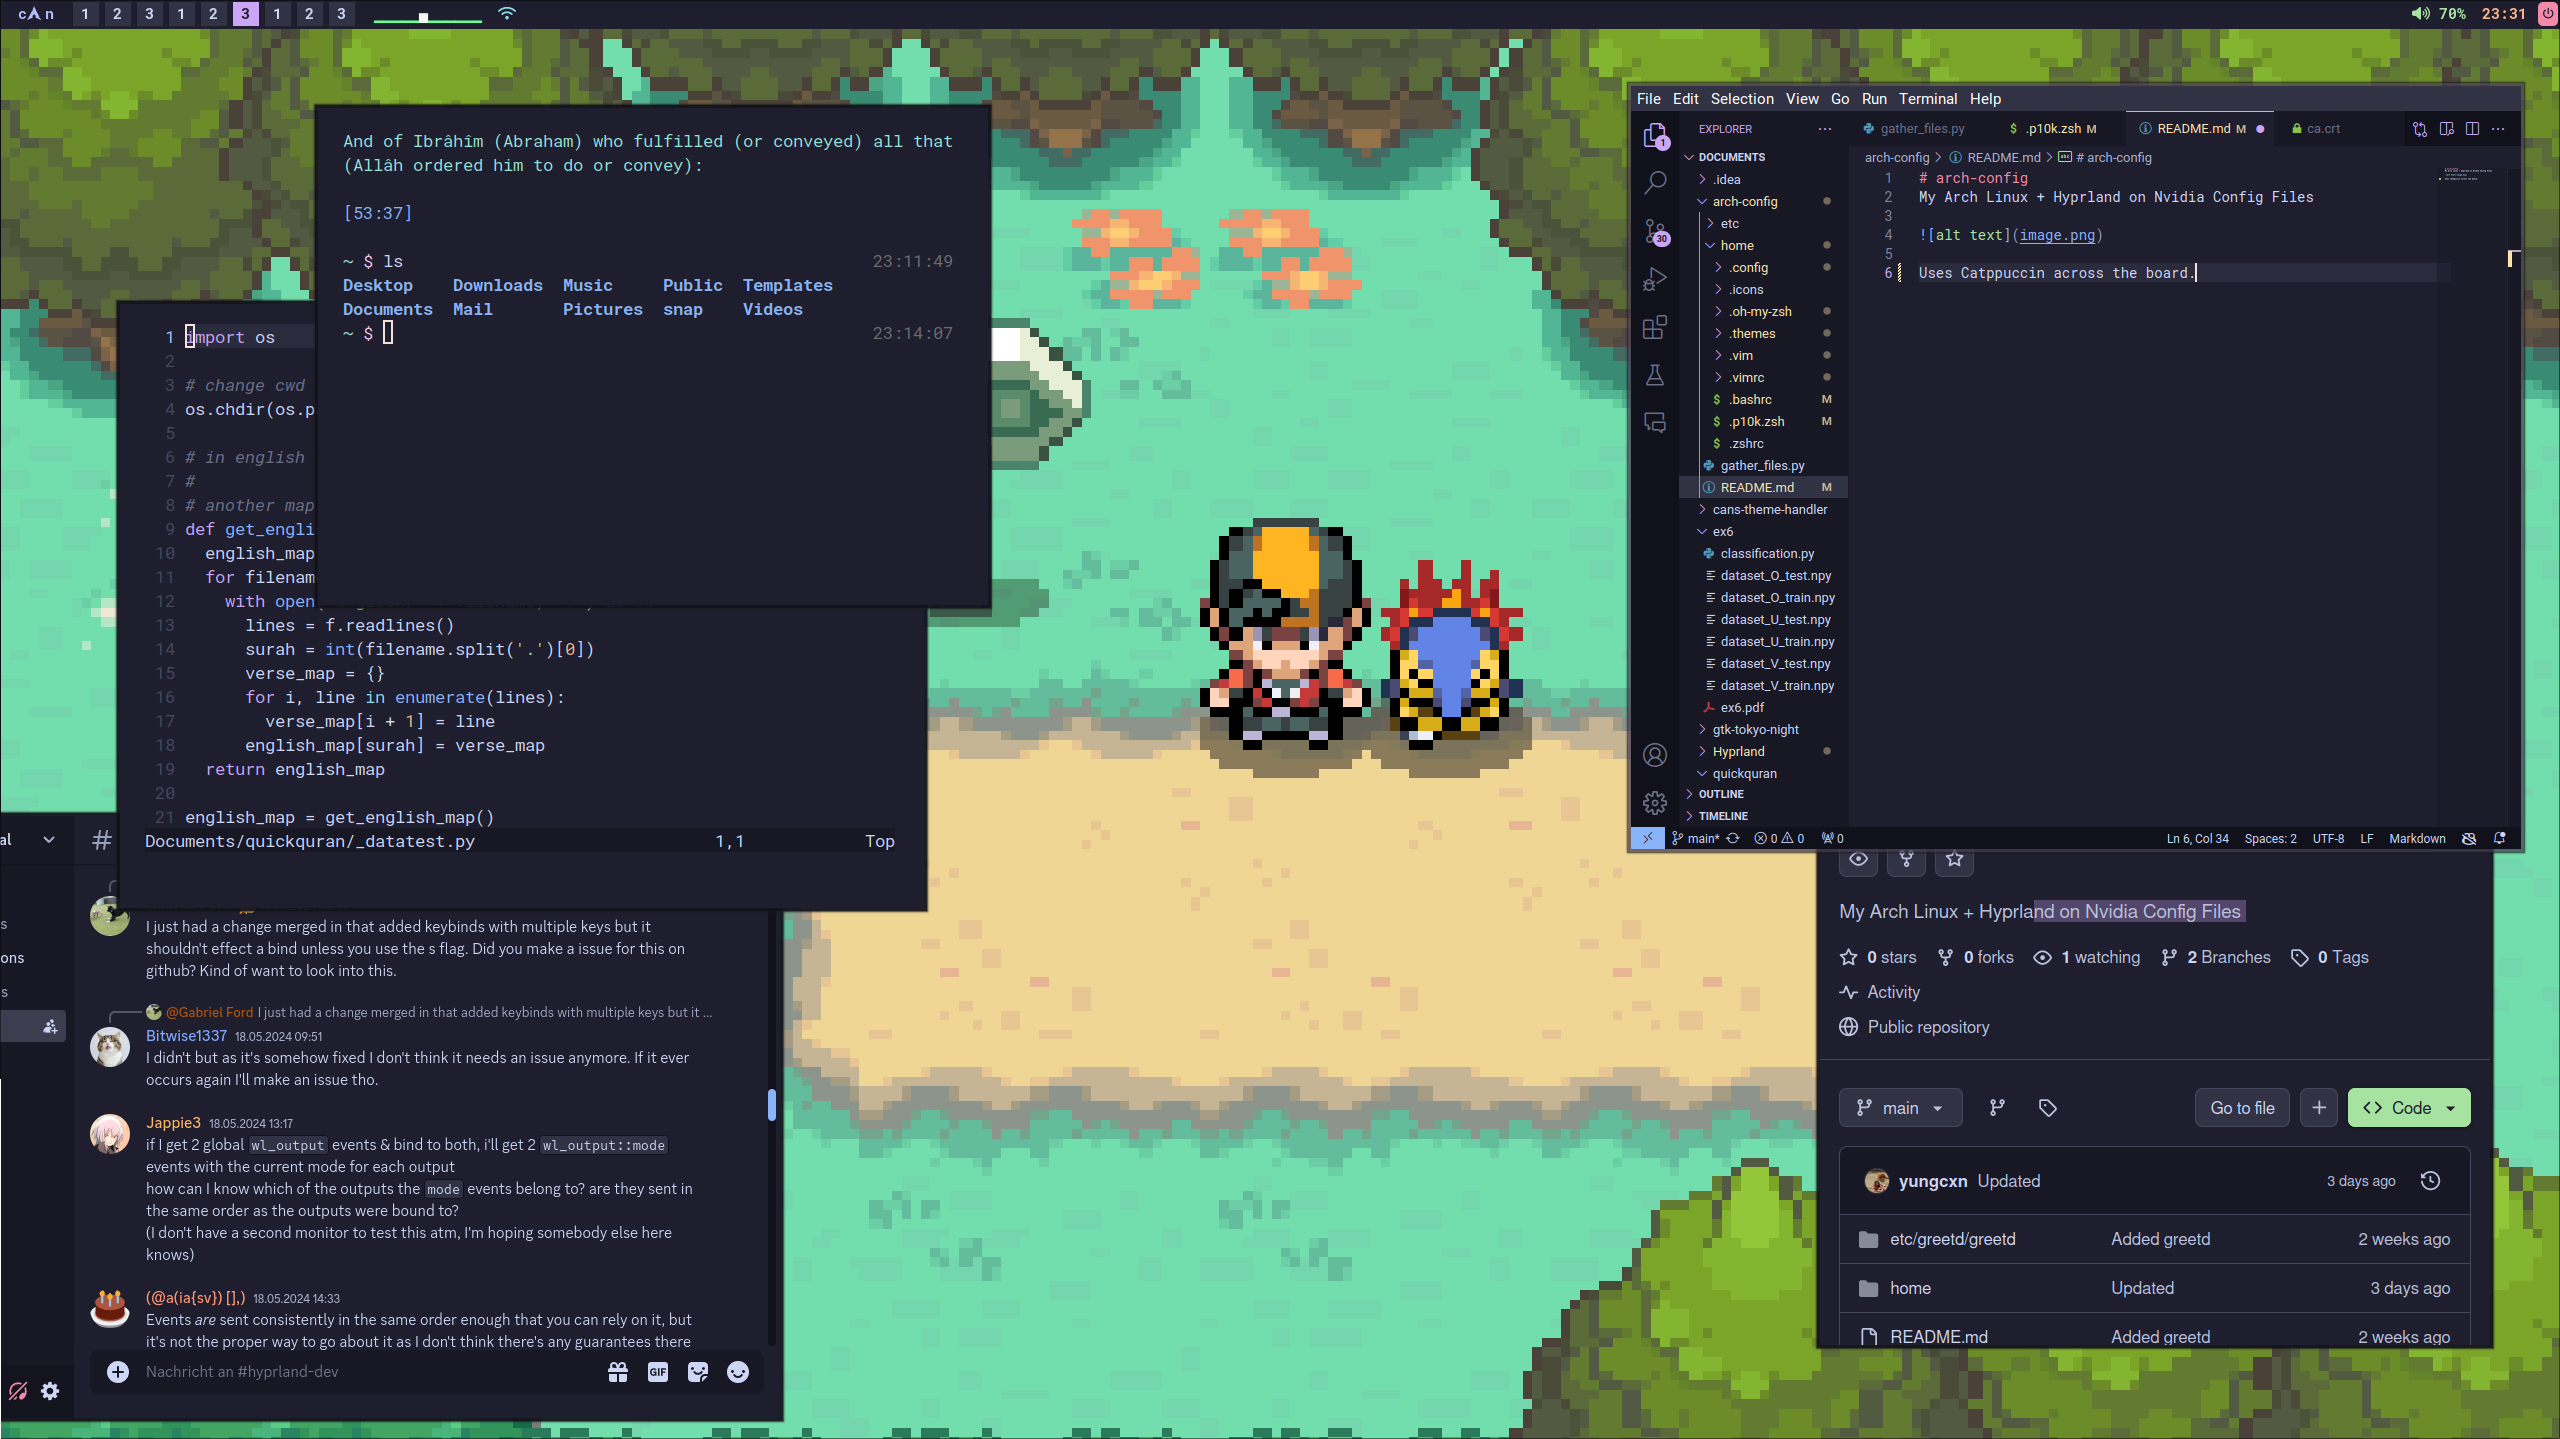 cAn 1 2 3 1 2 3 1 2 3
70% 23:31
And of Ibrâhîm (Abraham) who fulfilled (or conveyed) all that
(Allâh ordered him to do or convey):
[53:37]
~ $ ls 23:11:49
Desktop Downloads Music Public Templates
Documents Mail Pictures snap Videos
~ $ 23:14:07
1 import os
2
3 # change cwd
4 os.chdir(os.p
5
6 # in english
7 #
8 # another map
9 def get_engli
10 english_map
11 for filenam
12 with open(
13 lines = f.readlines()
14 surah = int(filename.split('.')[0])
15 verse_map = {}
16 for i, line in enumerate(lines):
17 verse_map[i + 1] = line
18 english_map[surah] = verse_map
19 return english_map
20
21 english_map = get_english_map()
Documents/quickquran/_datatest.py 1,1 Top
al
#
s
ons
s
I just had a change merged in that added keybinds with multiple keys but it
shouldn't effect a bind unless you use the s flag. Did you make a issue for this on
github? Kind of want to look into this.
@Gabriel Ford I just had a change merged in that added keybinds with multiple keys but it ...
Bitwise1337 18.05.2024 09:51
I didn't but as it's somehow fixed I don't think it needs an issue anymore. If it ever
occurs again I'll make an issue tho.
Jappie3 18.05.2024 13:17
if I get 2 global wl_output events & bind to both, i'll get 2 wl_output::mode
events with the current mode for each output
how can I know which of the outputs the mode events belong to? are they sent in
the same order as the outputs were bound to?
(I don't have a second monitor to test this atm, I'm hoping somebody else here
knows)
(@a(ia{sv}) [],) 18.05.2024 14:33
Events are sent consistently in the same order enough that you can rely on it, but
it's not the proper way to go about it as I don't think there's any guarantees there
Nachricht an #hyprland-dev
GIF
File Edit Selection View Go Run Terminal Help
EXPLORER
1
30
DOCUMENTS
.idea
arch-config
etc
home
.config
.icons
.oh-my-zsh
.themes
.vim
.vimrc
$ .bashrc M
$ .p10k.zsh M
$ .zshrc
gather_files.py
README.md M
cans-theme-handler
ex6
classification.py
dataset_O_test.npy
dataset_O_train.npy
dataset_U_test.npy
dataset_U_train.npy
dataset_V_test.npy
dataset_V_train.npy
ex6.pdf
gtk-tokyo-night
Hyprland
quickquran
OUTLINE
TIMELINE
gather_files.py $ .p10k.zsh M README.md M ca.crt
arch-config > README.md > # arch-config
1 # arch-config
2 My Arch Linux + Hyprland on Nvidia Config Files
3
4 ![alt text](image.png)
5
6 Uses Catppuccin across the board.
main* 0 0 0 Ln 6, Col 34 Spaces: 2 UTF-8 LF Markdown
My Arch Linux + Hyprland on Nvidia Config Files
0 stars 0 forks 1 watching 2 Branches 0 Tags
Activity
Public repository
main Go to file + <> Code
yungcxn Updated 3 days ago
etc/greetd/greetd Added greetd 2 weeks ago
home Updated 3 days ago
README.md Added greetd 2 weeks ago